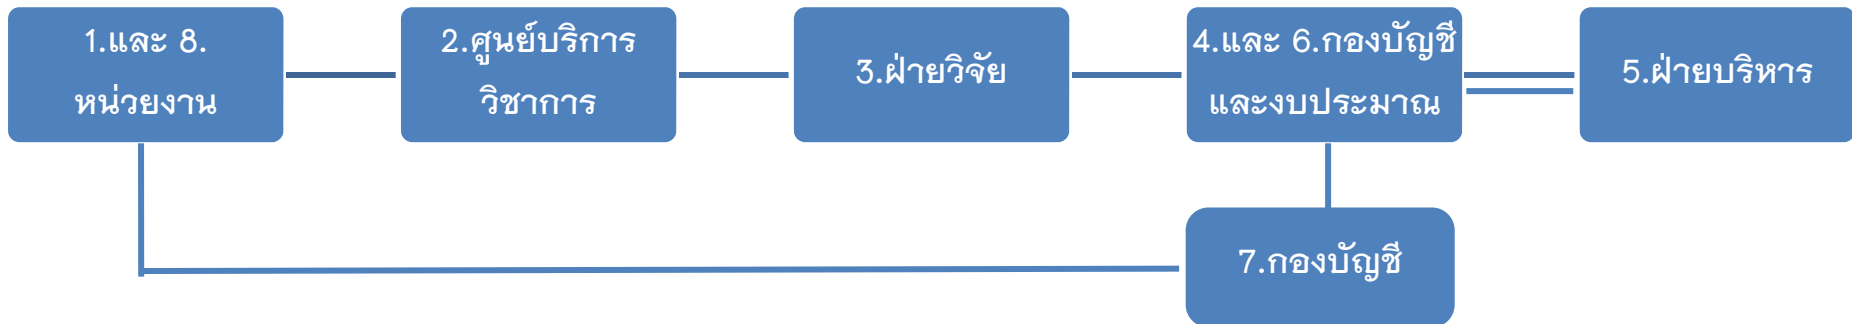 1.และ 8.
หน่วยงาน
2.ศูนย์บริการ
วิชาการ
3.ฝ่ายวิจัย
4.และ 6.กองบัญชี
และงบประมาณ
5.ฝ่ายบริหาร
7.กองบัญชี